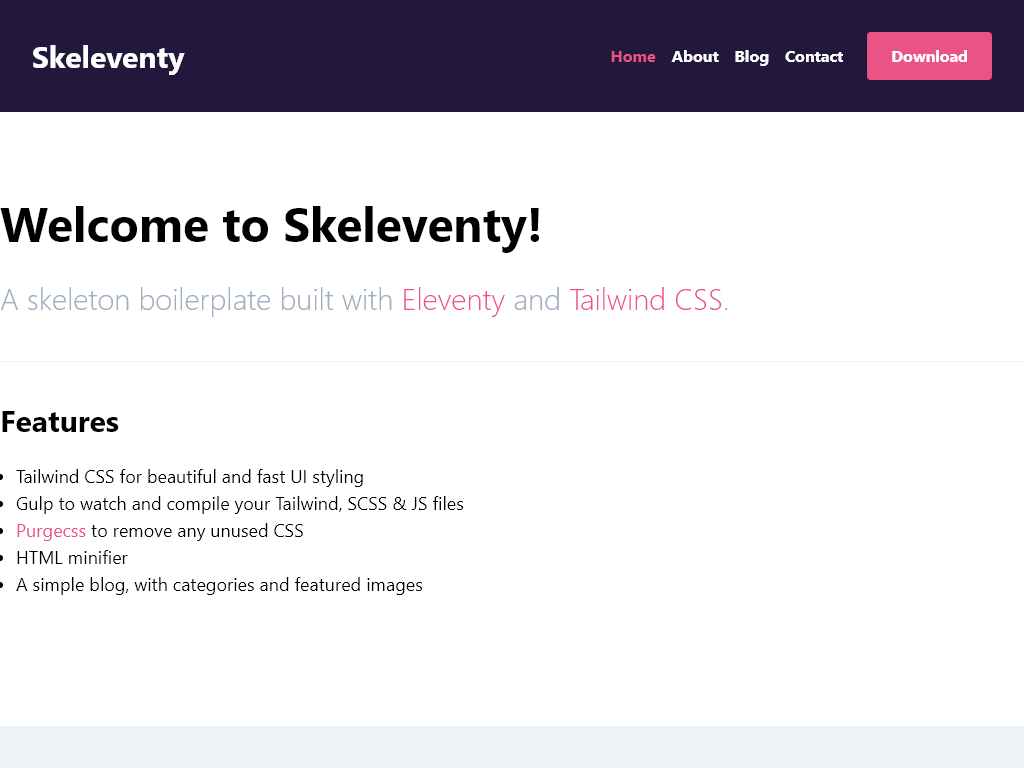 Skeleventy
Home About Blog Contact Download
Welcome to Skeleventy!
A skeleton boilerplate built with Eleventy and Tailwind CSS.
Features
Tailwind CSS for beautiful and fast UI styling
Gulp to watch and compile your Tailwind, SCSS & JS files
Purgecss to remove any unused CSS
HTML minifier
A simple blog, with categories and featured images